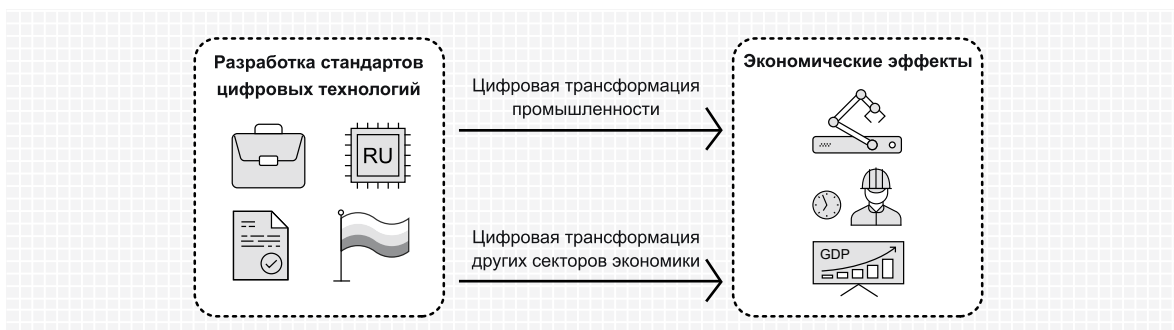 Разработка стандартов
цифровых технологий
RU
Цифровая трансформация
промышленности
Цифровая трансформация
других секторов экономики
Экономические эффекты
GDP